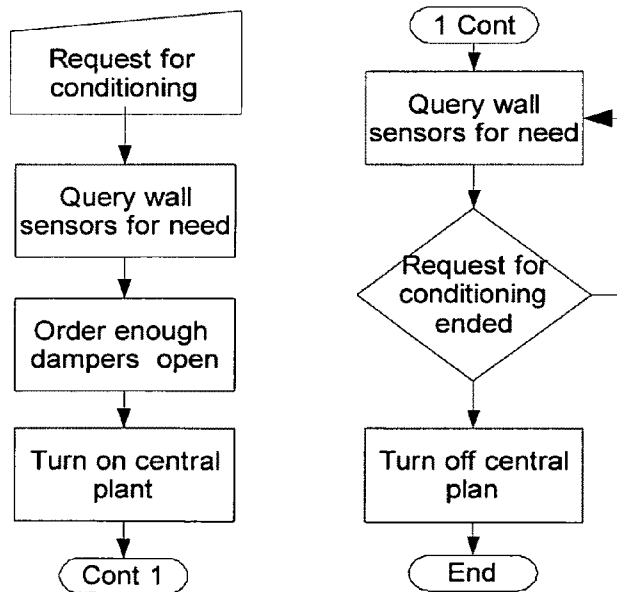 Request for
conditioning
Query wall
sensors for need
Order enough
dampers open
Turn on central
plant
Cont 1
1 Cont
Query wall
sensors for need
Request for
conditioning
ended
Turn off central
plan
End